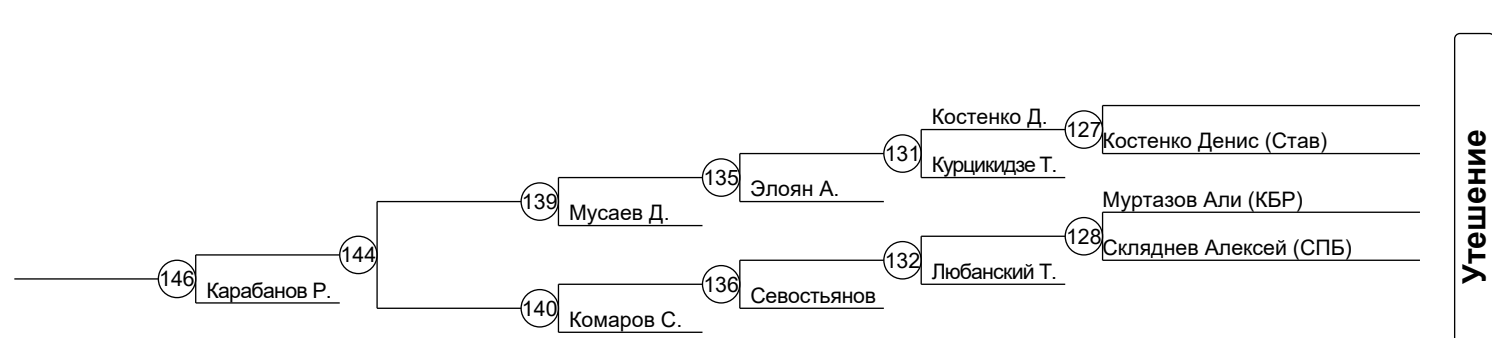 Костенко Д.
127
Костенко Денис (Став)
131
Курцикидзе Т.
135
Элоян А.
139
Мусаев Д.
Муртазов Али (КБР)
128
Скляднев Алексей (СПБ)
144
132
Любанский Т.
146
Карабанов Р.
136
Севостьянов
140
Комаров С.
Утешение